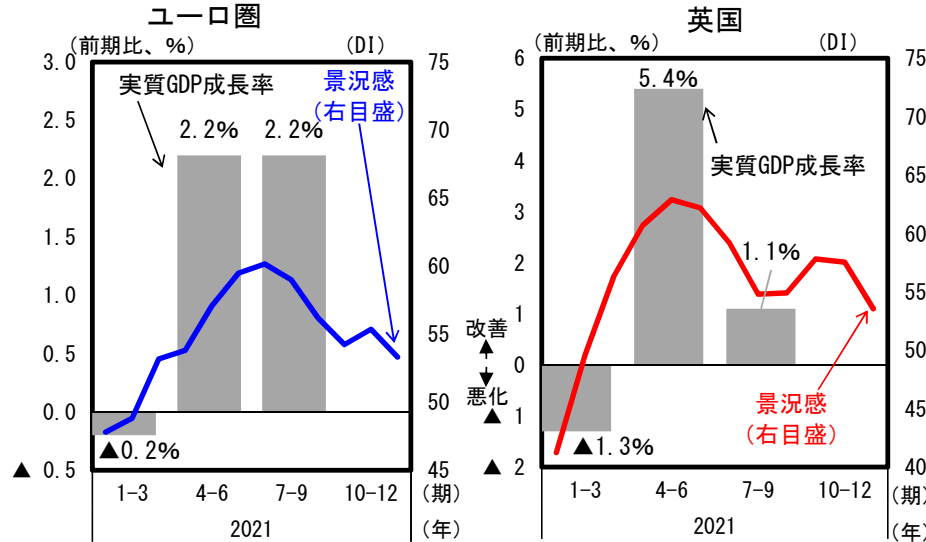 ユーロ圏
(前期比、%)
(DI)
3.0
2.5
2.0
1.5
1.0
0.5
0.0
▲ 0.5
75
70
65
60
55
50
45
実質GDP成長率
2.2%
2.2%
景況感
(右目盛)
▲0.2%
1-3
4-6
7-9
10-12
(期)
2021
(年)
英国
(前期比、%)
(DI)
6
5
4
3
2
1
0
▲ 1
▲ 2
改善
悪化
75
70
65
60
55
50
45
40
5.4%
実質GDP成長率
1.1%
景況感
(右目盛)
▲1.3%
1-3
4-6
7-9
10-12
(期)
2021
(年)